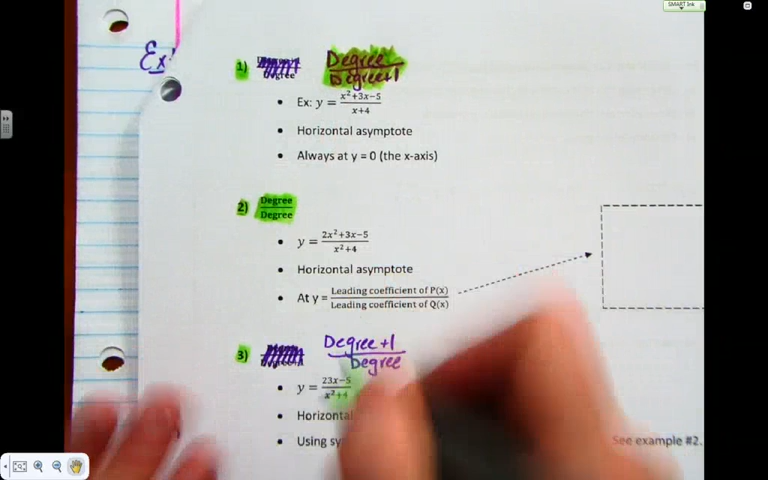 SMART Ink
Ex!
1) Degree
Degree
Degree+1
• Ex: y = x²+3x−5
x+4
• Horizontal asymptote
• Always at y = 0 (the x-axis)
2) Degree
Degree
• y = 2x²+3x−5
x²+4
• Horizontal asymptote
• At y = Leading coefficient of P(x)
Leading coefficient of Q(x)
3) Degree +1
Degree
• y = 23x−5
x²+4
• Horizontal
• Using
See example #2.